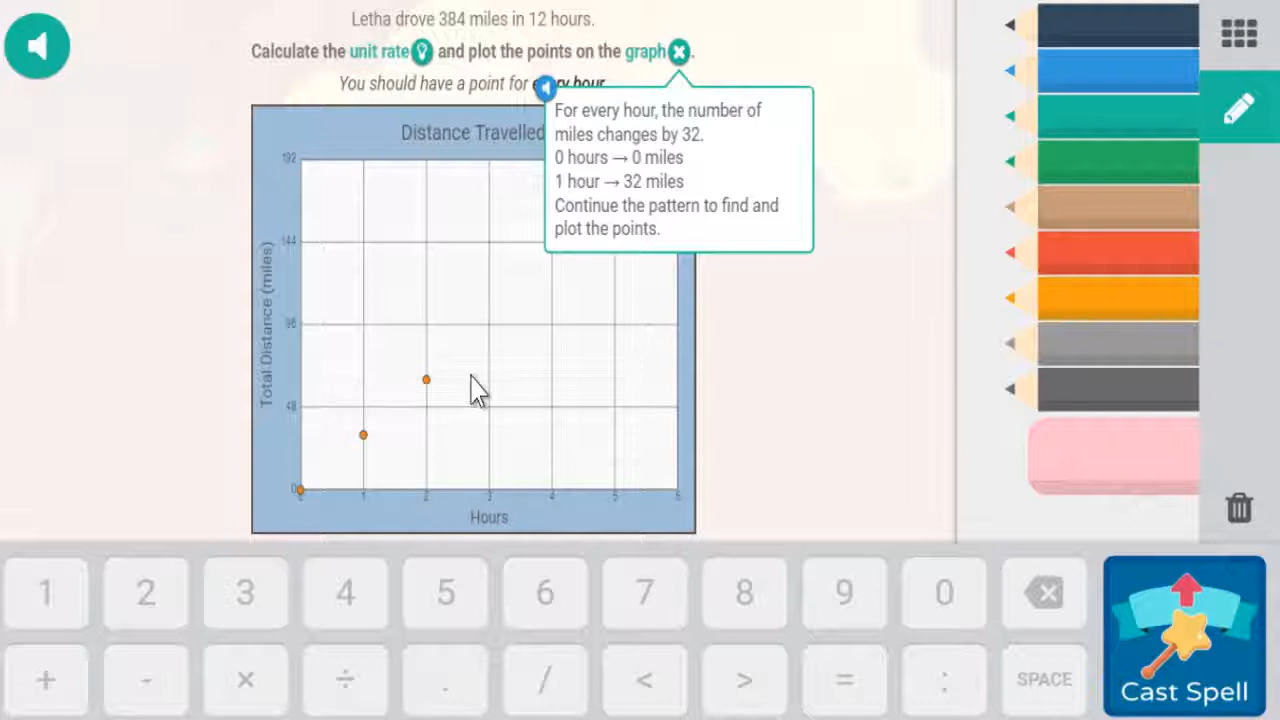 Letha drove 384 miles in 12 hours.
Calculate the unit rate and plot the points on the graph.
You should have a point for every hour
For every hour, the number of
miles changes by 32.
0 hours → 0 miles
1 hour → 32 miles
Continue the pattern to find and
plot the points.
Distance Travelled
192
144
96
48
0
Total Distance (miles)
0 1 2 3 4 5 6
Hours
1 2 3 4 5 6 7 8 9 0
+ - × ÷ . / < > = : SPACE
Cast Spell